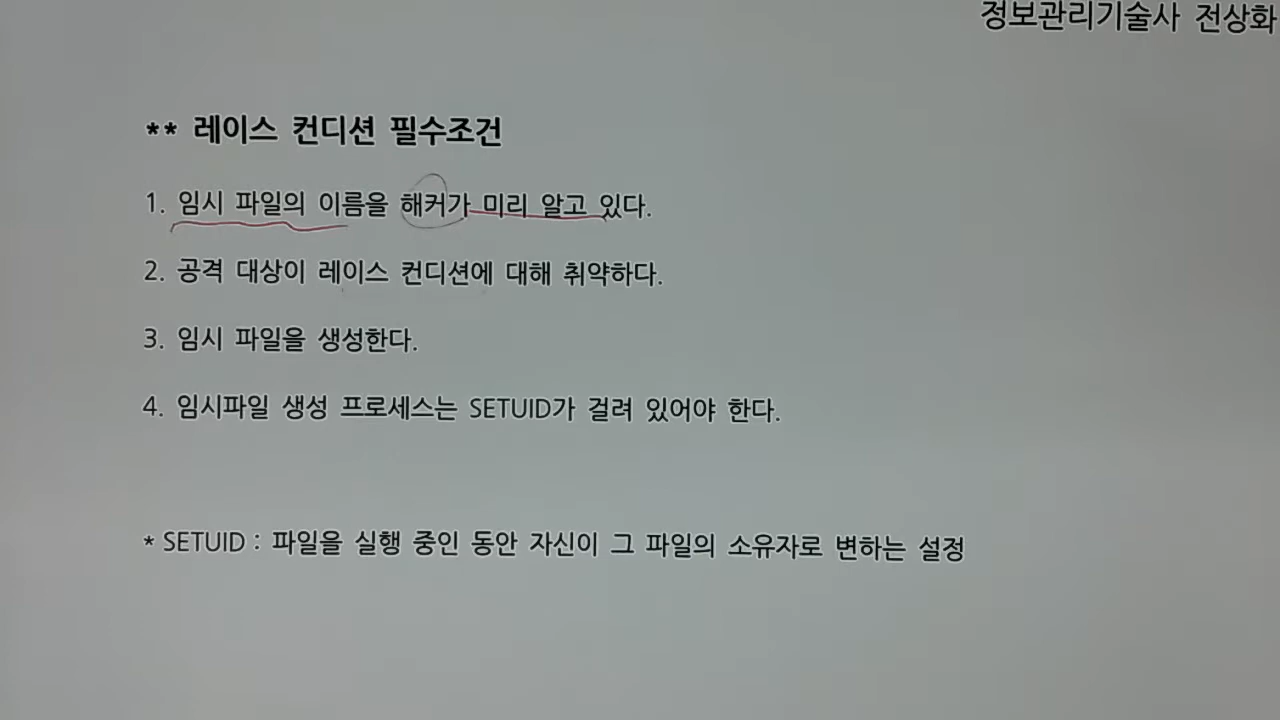 정보관리기술사 전상화
** 레이스 컨디션 필수조건
1. 임시 파일의 이름을 해커가 미리 알고 있다.
2. 공격 대상이 레이스 컨디션에 대해 취약하다.
3. 임시 파일을 생성한다.
4. 임시파일 생성 프로세스는 SETUID가 걸려 있어야 한다.
* SETUID : 파일을 실행 중인 동안 자신이 그 파일의 소유자로 변하는 설정